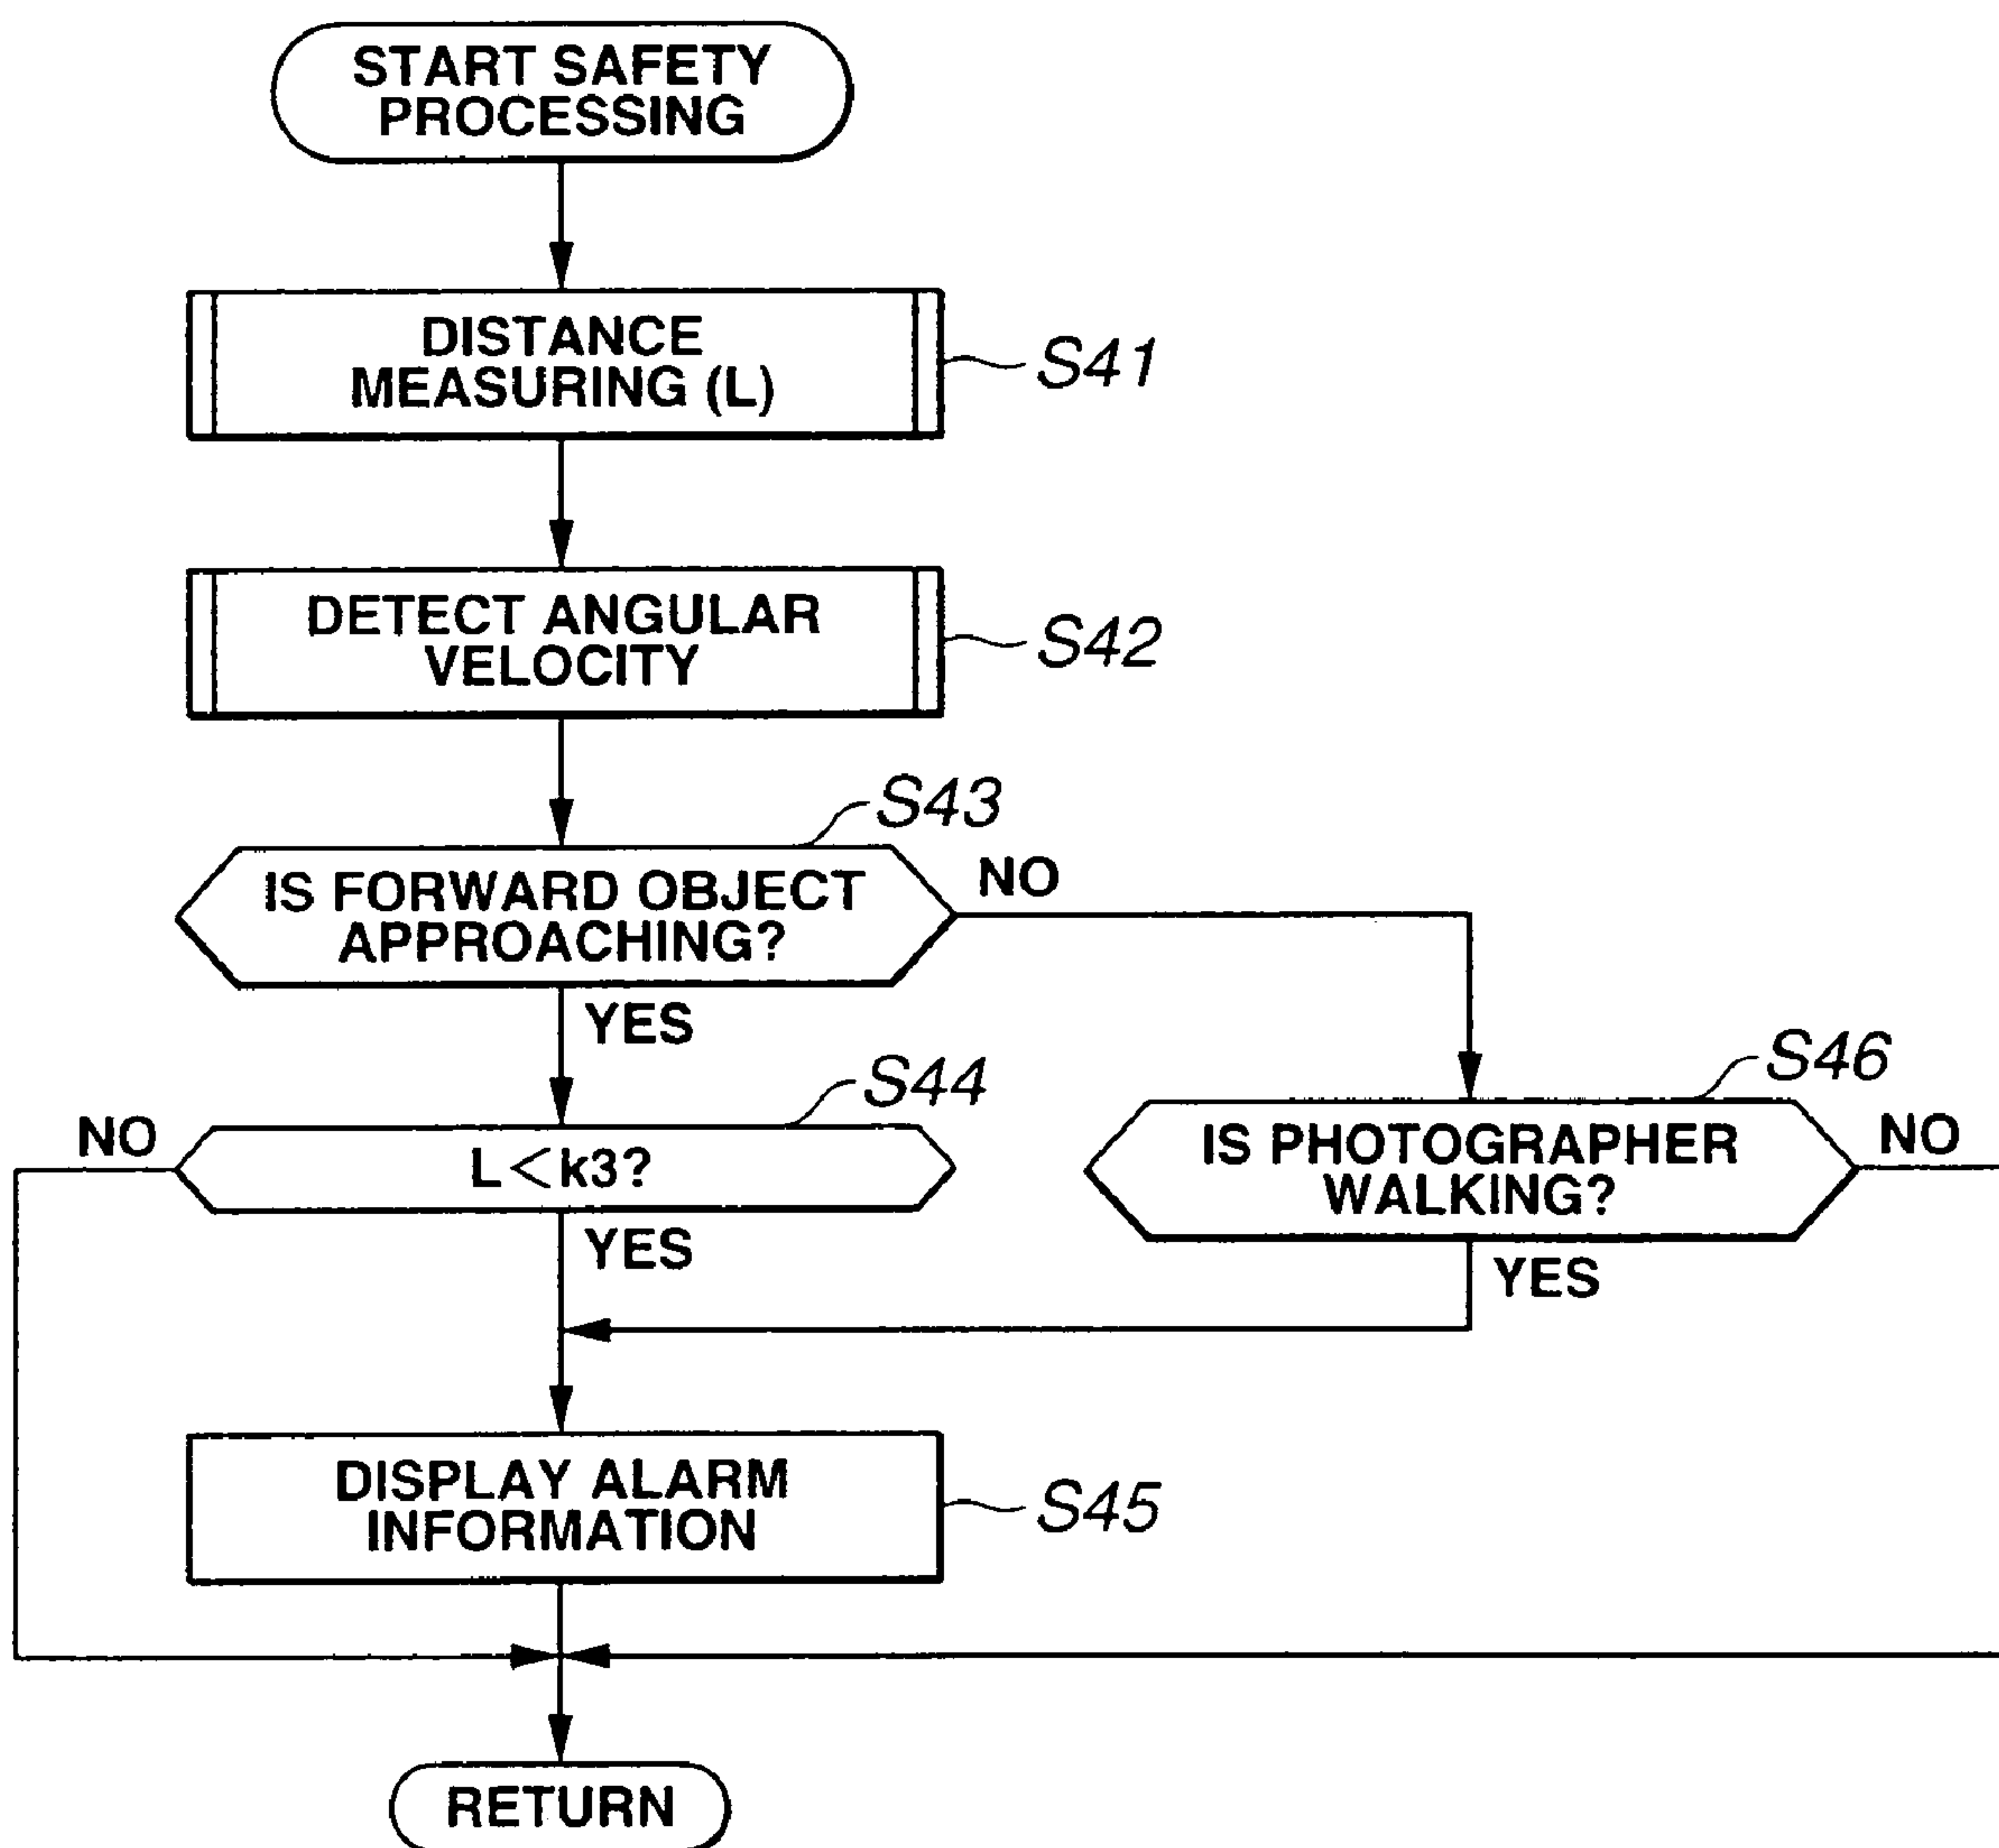 START SAFETY
PROCESSING
DISTANCE
MEASURING (L)
S41
DETECT ANGULAR
VELOCITY
S42
S43
IS FORWARD OBJECT
APPROACHING?
NO
YES
S44
S46
NO
L<k3?
IS PHOTOGRAPHER
WALKING?
NO
YES
YES
DISPLAY ALARM
INFORMATION
S45
RETURN